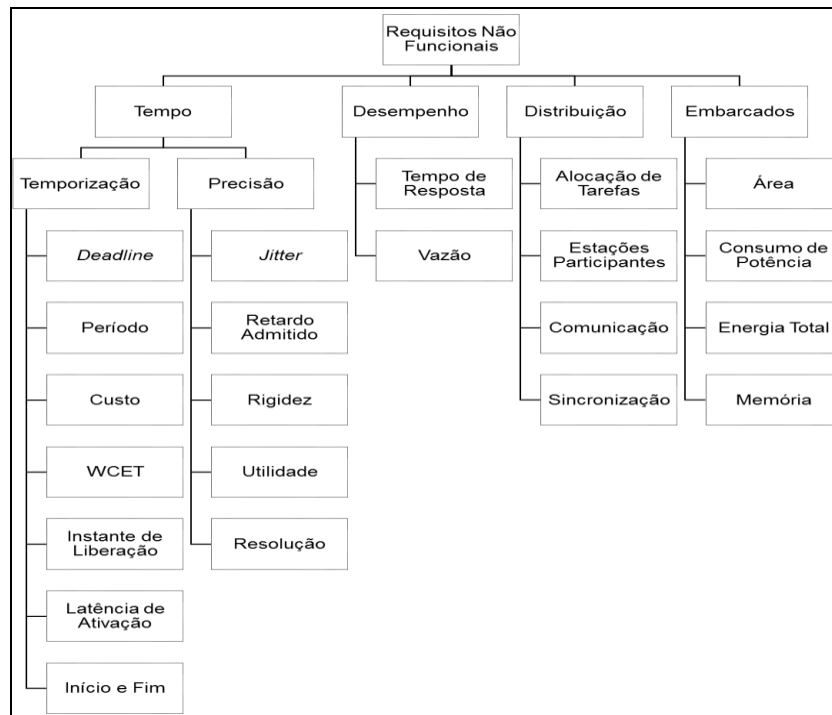 Requisitos Não
Funcionais
Tempo
Desempenho
Distribuição
Embarcados
Temporização
Precisão
Tempo de
Resposta
Alocação de
Tarefas
Área
Deadline
Jitter
Vazão
Estações
Participantes
Consumo de
Potência
Período
Retardo
Admitido
Comunicação
Energia Total
Custo
Rigidez
Sincronização
Memória
WCET
Utilidade
Instante de
Liberação
Resolução
Latência de
Ativação
Início e Fim